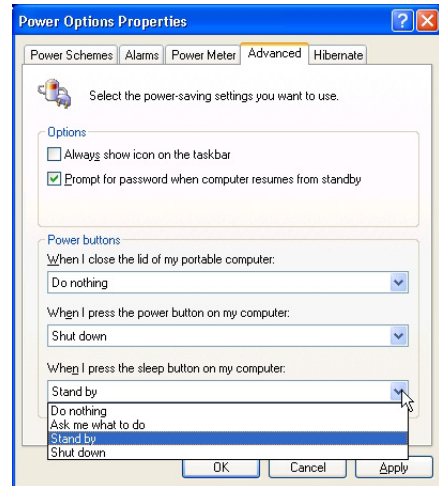 Power Options Properties
Power Schemes Alarms Power Meter Advanced Hibernate
Select the power-saving settings you want to use.
Options
Always show icon on the taskbar
Prompt for password when computer resumes from standby
Power buttons
When I close the lid of my portable computer:
Do nothing
When I press the power button on my computer:
Shut down
When I press the sleep button on my computer:
Stand by
Do nothing
Ask me what to do
Stand by
Shut down
OK Cancel Apply